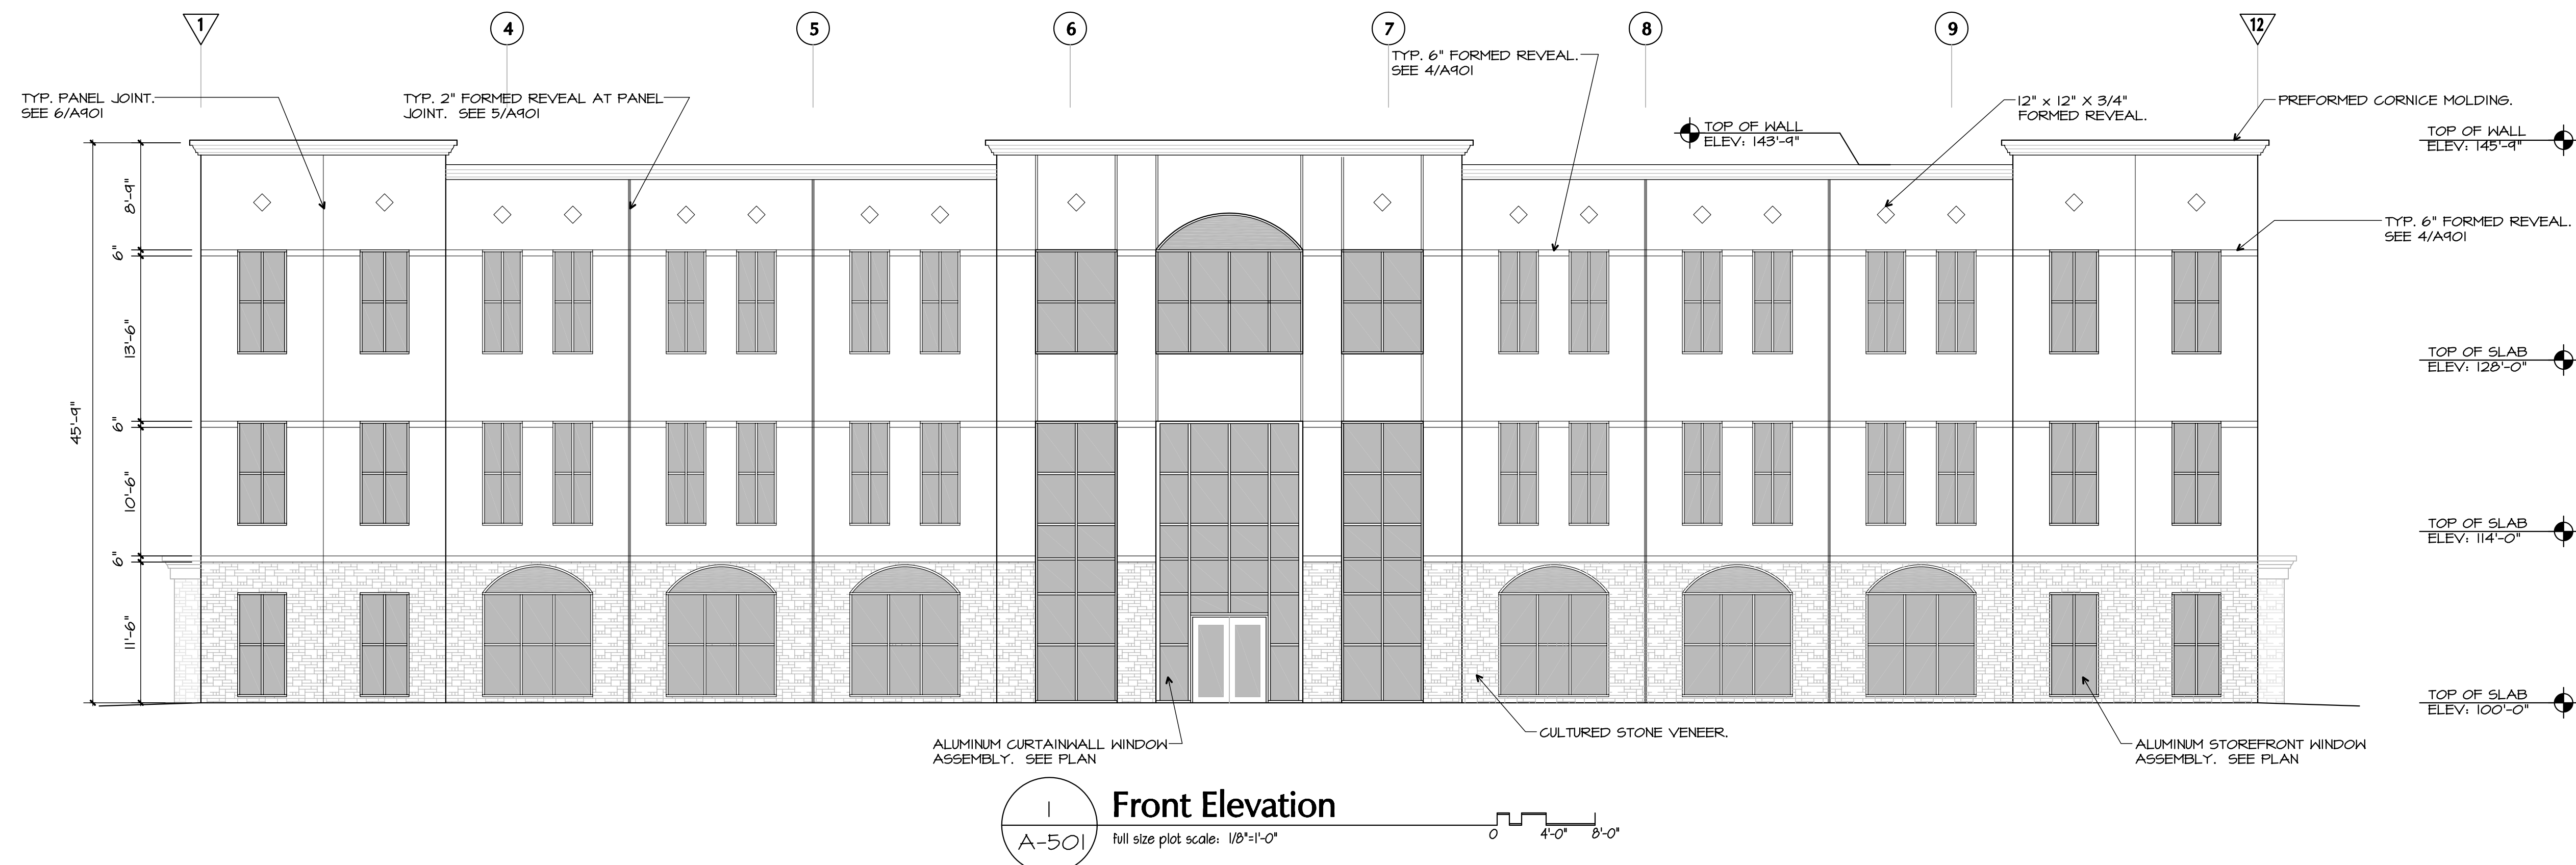 1
4
5
6
7
8
9
12
TYP. 6" FORMED REVEAL.
SEE 4/A901
TYP. PANEL JOINT.
SEE 6/A901
TYP. 2" FORMED REVEAL AT PANEL
JOINT. SEE 5/A901
12" x 12" X 3/4"
FORMED REVEAL.
PREFORMED CORNICE MOLDING.
TOP OF WALL
ELEV: 143'-9"
TOP OF WALL
ELEV: 145'-9"
8'-9"
TYP. 6" FORMED REVEAL.
SEE 4/A901
6"
13'-6"
TOP OF SLAB
ELEV: 128'-0"
45'-9"
6"
10'-6"
TOP OF SLAB
ELEV: 114'-0"
6"
11'-6"
TOP OF SLAB
ELEV: 100'-0"
ALUMINUM CURTAINWALL WINDOW
ASSEMBLY. SEE PLAN
CULTURED STONE VENEER.
ALUMINUM STOREFRONT WINDOW
ASSEMBLY. SEE PLAN
1
A-501
Front Elevation
full size plot scale: 1/8"=1'-0"
0 4'-0" 8'-0"